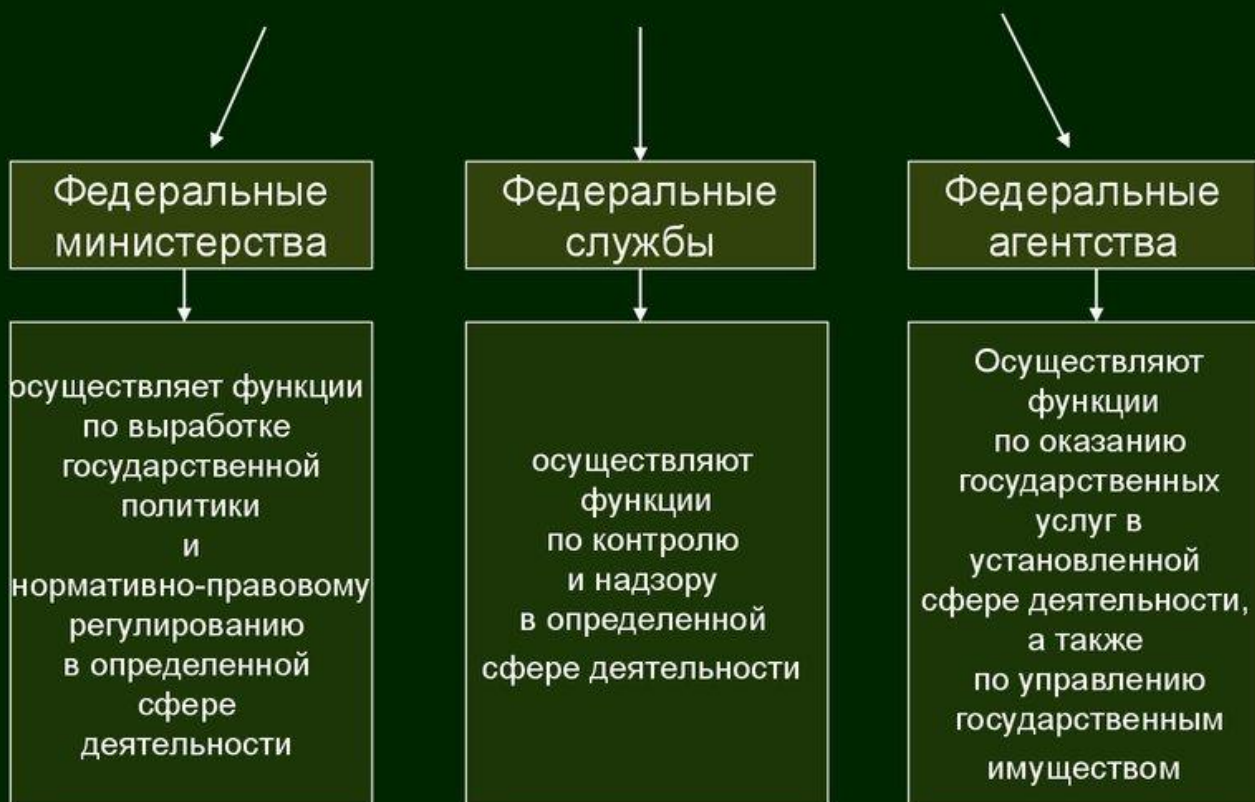 Федеральные
министерства
осуществляет функции
по выработке
государственной
политики
и
нормативно-правовому
регулированию
в определенной
сфере
деятельности
Федеральные
службы
осуществляют
функции
по контролю
и надзору
в определенной
сфере деятельности
Федеральные
агентства
Осуществляют
функции
по оказанию
государственных
услуг в
установленной
сфере деятельности,
а также
по управлению
государственным
имуществом